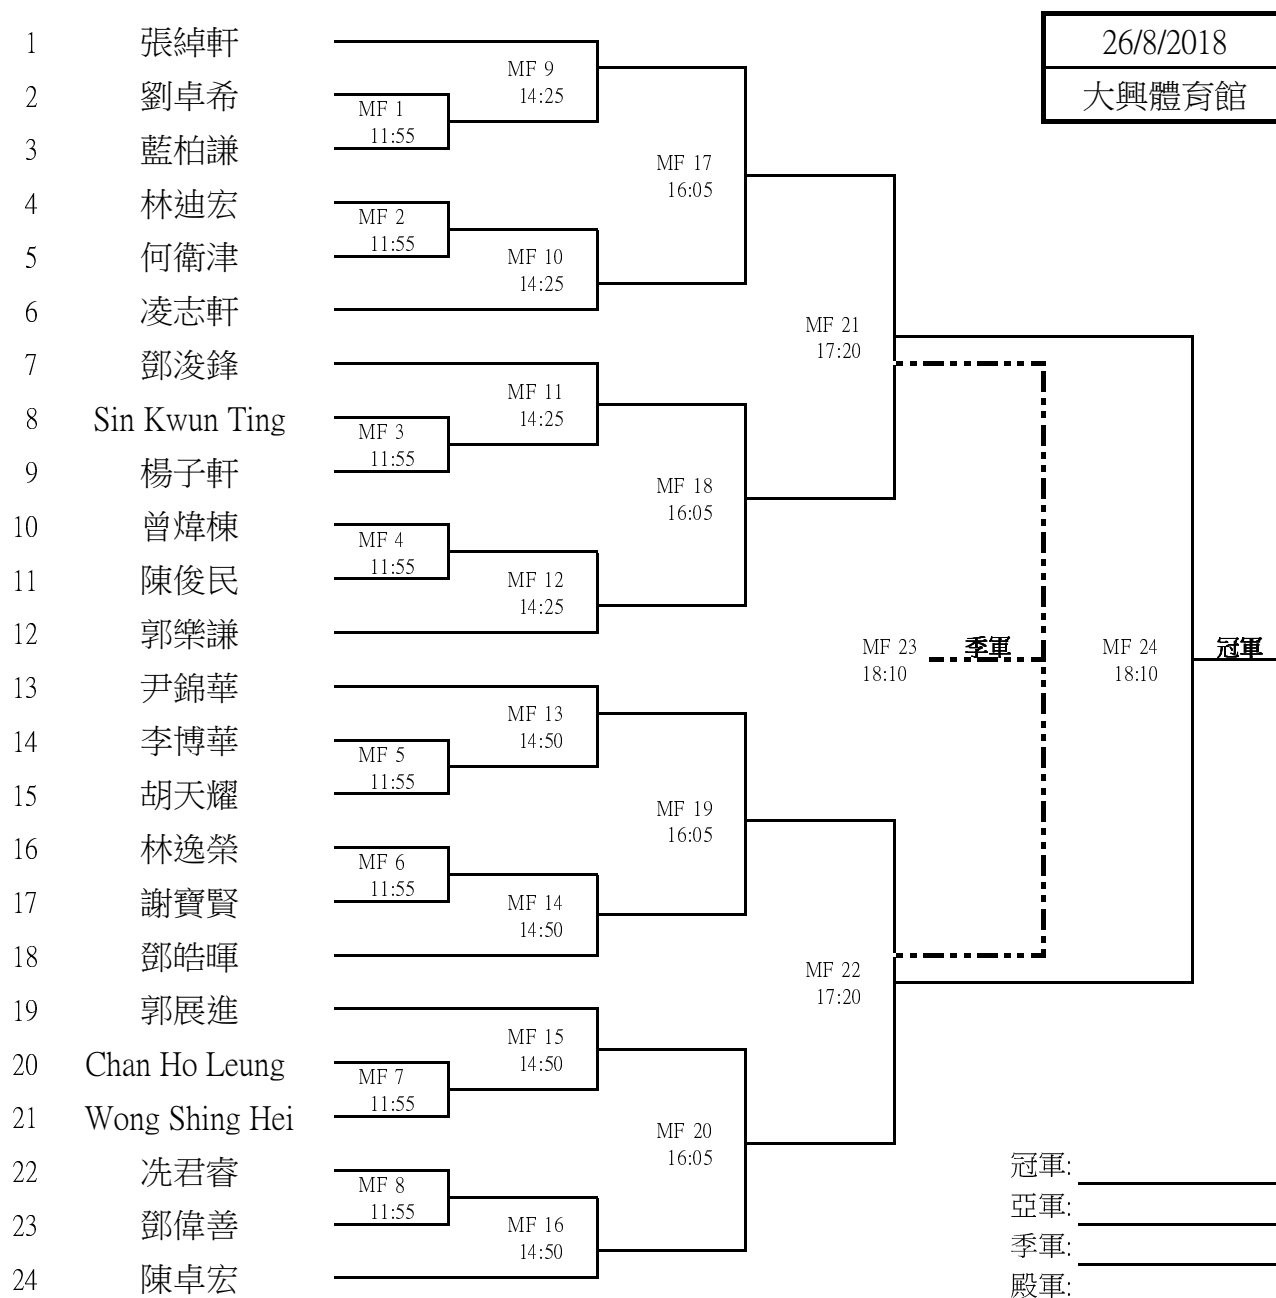 26/8/2018
大興體育館
1 張綽軒
MF 9
14:25
2 劉卓希
MF 1
11:55
3 藍柏謙
MF 17
16:05
4 林迪宏
MF 2
11:55
5 何衛津
MF 10
14:25
6 凌志軒
MF 21
17:20
7 鄧浚鋒
MF 11
14:25
8 Sin Kwun Ting
MF 3
11:55
9 楊子軒
MF 18
16:05
10 曾煒棟
MF 4
11:55
11 陳俊民
MF 12
14:25
12 郭樂謙
MF 23 季軍
18:10
MF 24 冠軍
18:10
13 尹錦華
MF 13
14:50
14 李博華
MF 5
11:55
15 胡天耀
MF 19
16:05
16 林逸榮
MF 6
11:55
17 謝寶賢
MF 14
14:50
18 鄧皓暉
MF 22
17:20
19 郭展進
MF 15
14:50
20 Chan Ho Leung
MF 7
11:55
21 Wong Shing Hei
MF 20
16:05
22 冼君睿
MF 8
11:55
23 鄧偉善
MF 16
14:50
24 陳卓宏
冠軍:
亞軍:
季軍:
殿軍: